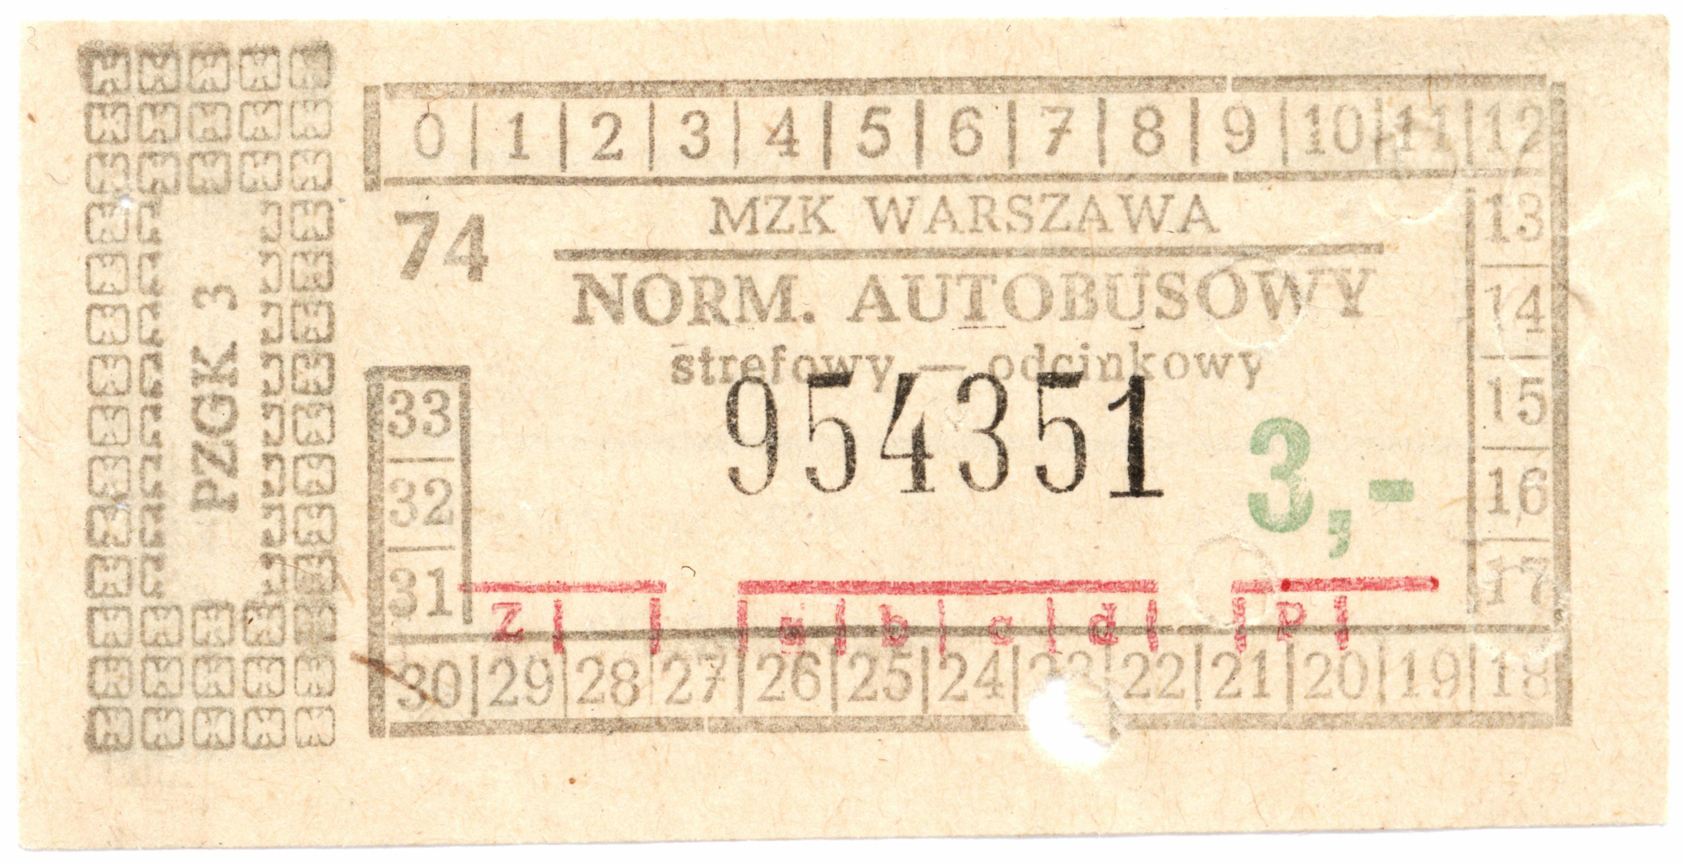 PZGK 3
0 1 2 3 4 5 6 7 8 9 10 11 12
MZK WARSZAWA
74
NORM. AUTOBUSOWY
strefowy — odcinkowy
954351
3,-
13
14
15
16
17
33
32
31
Z a b c d P
30 29 28 27 26 25 24 23 22 21 20 19 18